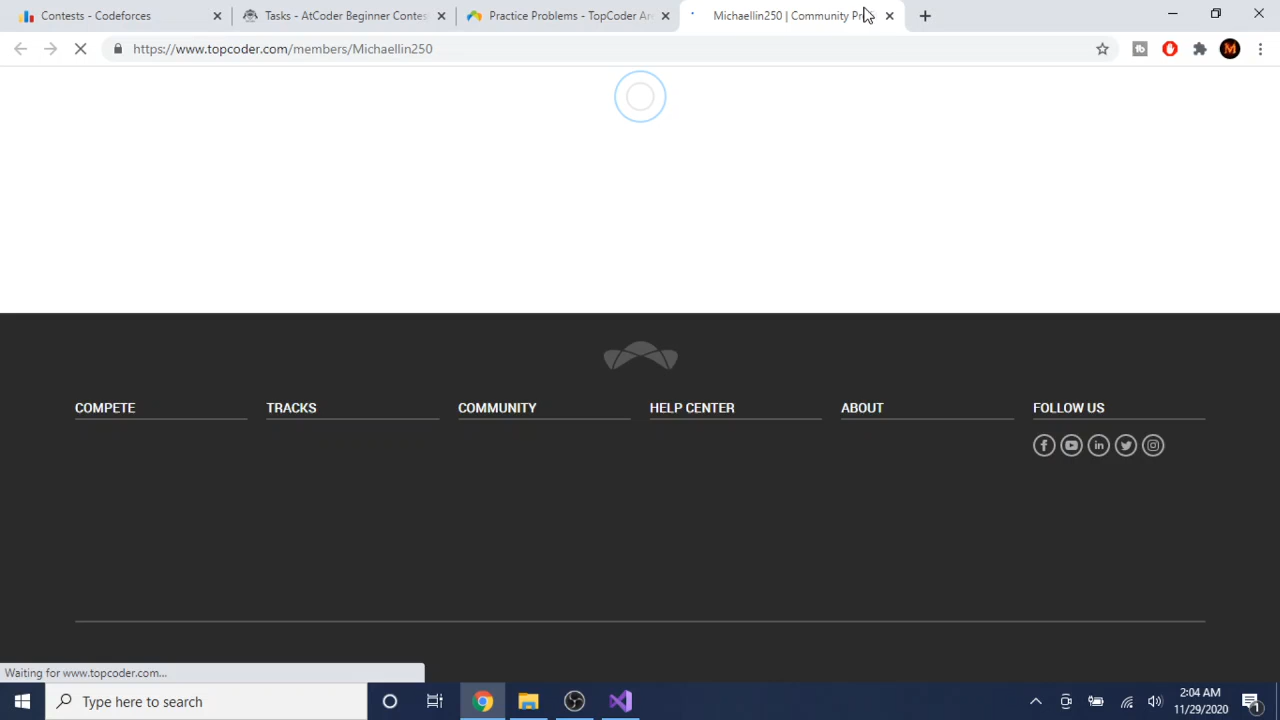 Contests - Codeforces
Tasks - AtCoder Beginner Contes
Practice Problems - TopCoder Ar
Michaellin250 | Community Pr
https://www.topcoder.com/members/Michaellin250
M
COMPETE
TRACKS
COMMUNITY
HELP CENTER
ABOUT
FOLLOW US
Waiting for www.topcoder.com...
Type here to search
2:04 AM
11/29/2020
1